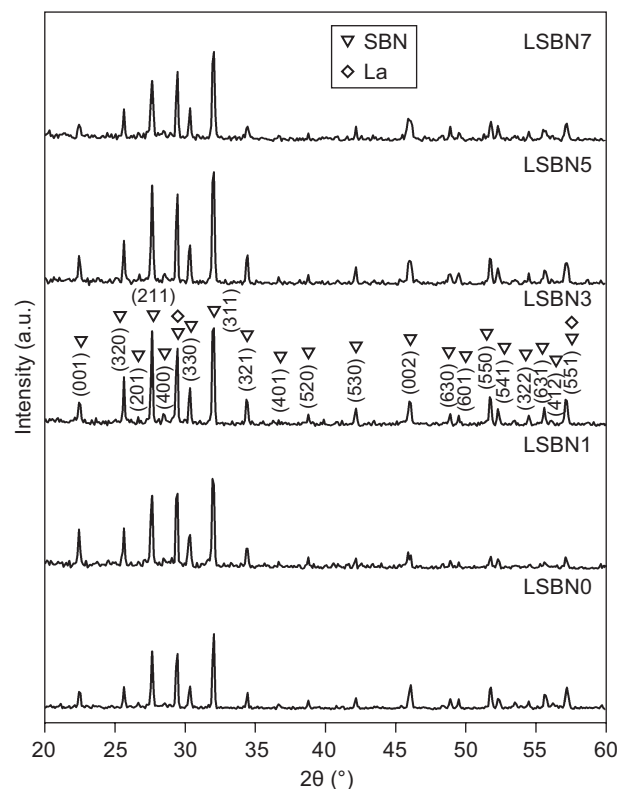 ▽ SBN
◇ La
LSBN7
LSBN5
LSBN3
LSBN1
LSBN0
(001)
(320)
(201)
(211)
(400)
(330)
(311)
(321)
(401)
(520)
(530)
(002)
(630)
(601)
(550)
(541)
(322)
(631)
(412)
(551)
Intensity (a.u.)
20 25 30 35 40 45 50 55 60
2θ (°)